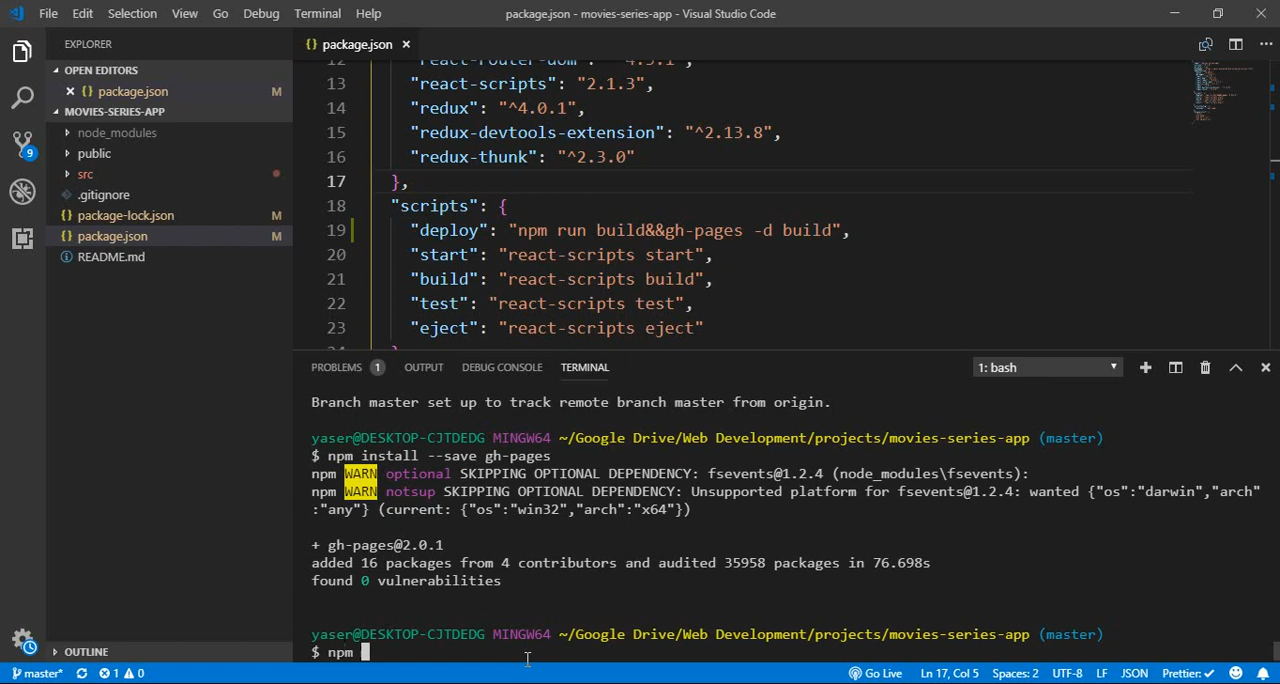 File Edit Selection View Go Debug Terminal Help
package.json - movies-series-app - Visual Studio Code
EXPLORER
OPEN EDITORS
{} package.json M
MOVIES-SERIES-APP
node_modules
public
src
.gitignore
package-lock.json M
package.json M
README.md
OUTLINE
{} package.json
13 "react-scripts": "2.1.3",
14 "redux": "^4.0.1",
15 "redux-devtools-extension": "^2.13.8",
16 "redux-thunk": "^2.3.0"
17 },
18 "scripts": {
19 "deploy": "npm run build&&gh-pages -d build",
20 "start": "react-scripts start",
21 "build": "react-scripts build",
22 "test": "react-scripts test",
23 "eject": "react-scripts eject"
PROBLEMS 1 OUTPUT DEBUG CONSOLE TERMINAL 1: bash
Branch master set up to track remote branch master from origin.
yaser@DESKTOP-CJTDEDG MINGW64 ~/Google Drive/Web Development/projects/movies-series-app (master)
$ npm install --save gh-pages
npm WARN optional SKIPPING OPTIONAL DEPENDENCY: fsevents@1.2.4 (node_modules\fsevents):
npm WARN notsup SKIPPING OPTIONAL DEPENDENCY: Unsupported platform for fsevents@1.2.4: wanted {"os":"darwin","arch"
:"any"} (current: {"os":"win32","arch":"x64"})
+ gh-pages@2.0.1
added 16 packages from 4 contributors and audited 35958 packages in 76.698s
found 0 vulnerabilities
yaser@DESKTOP-CJTDEDG MINGW64 ~/Google Drive/Web Development/projects/movies-series-app (master)
$ npm
9
master* 1 0 Go Live Ln 17, Col 5 Spaces: 2 UTF-8 LF JSON Prettier: ✓